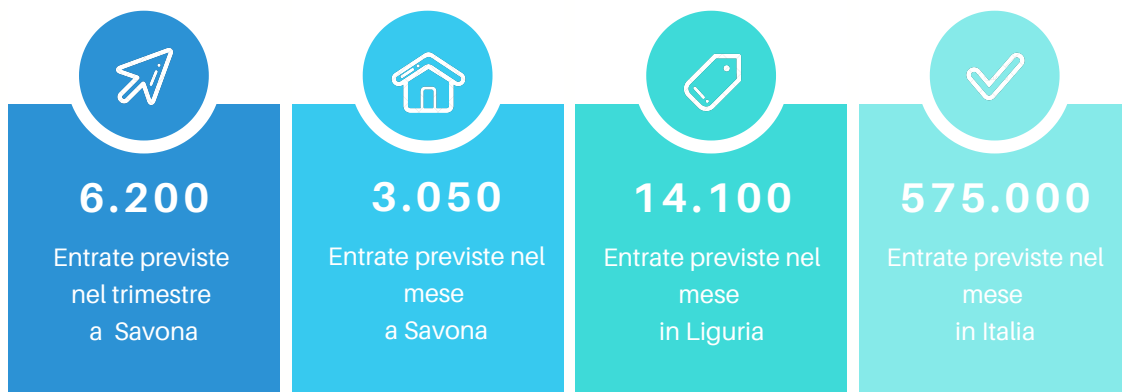 6.200
Entrate previste
nel trimestre
a Savona
3.050
Entrate previste nel
mese
a Savona
14.100
Entrate previste nel
mese
in Liguria
575.000
Entrate previste nel
mese
in Italia